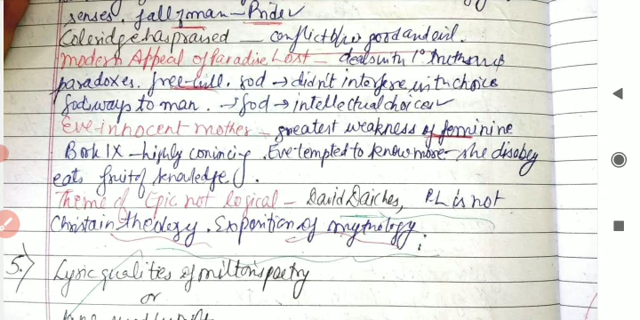 senses. fall of man - Pride
Coleridge has praised conflict b/w good and evil.
Modern Appeal of Paradise Lost - deals with truths
paradoxes. free-will. God → didn't interfere with choice
God ways to man. → God → intellectual choice
Eve-innocent mother - greatest weakness of feminine
Book IX - highly convincing. Eve tempted to know more - she disobey
eats fruit of knowledge.
Theme of Epic not logical - David Daiches, P.L is not
Christain theology. Exposition of mythology.
5.) Lyric qualities of milton's poetry
or